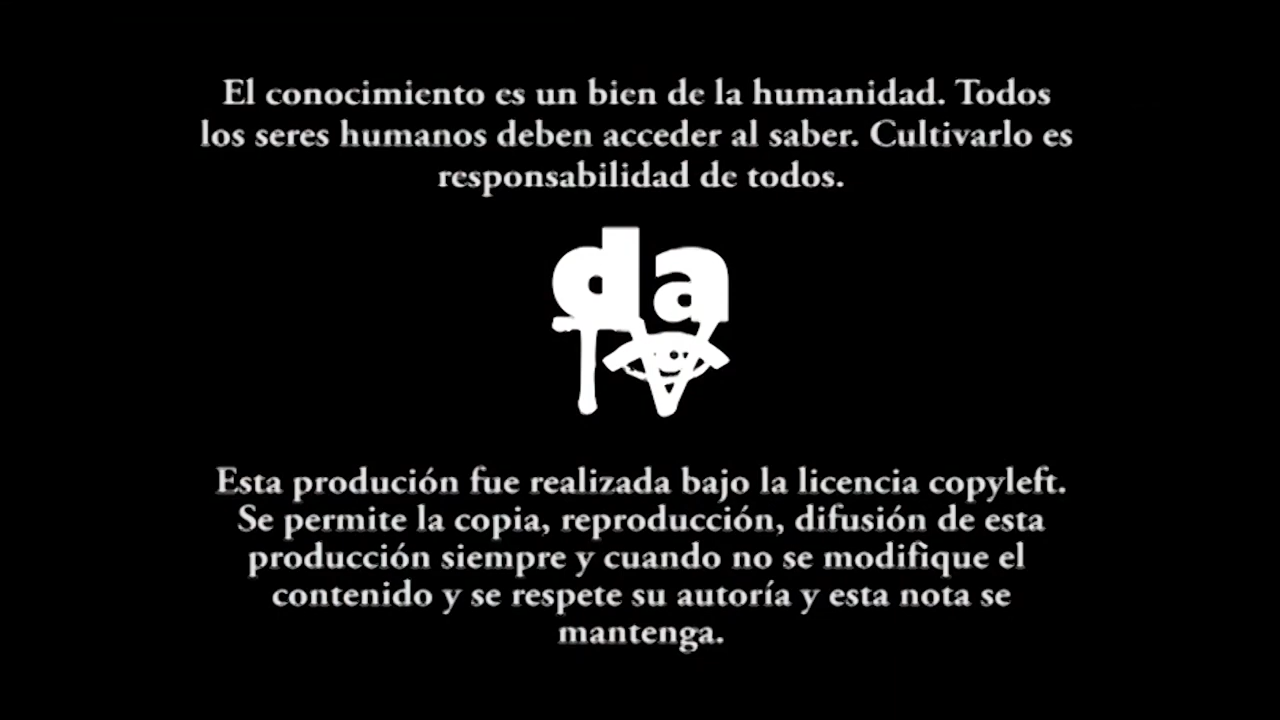 El conocimiento es un bien de la humanidad. Todos
los seres humanos deben acceder al saber. Cultivarlo es
responsabilidad de todos.
da
TV
Esta produción fue realizada bajo la licencia copyleft.
Se permite la copia, reproducción, difusión de esta
producción siempre y cuando no se modifique el
contenido y se respete su autoría y esta nota se
mantenga.